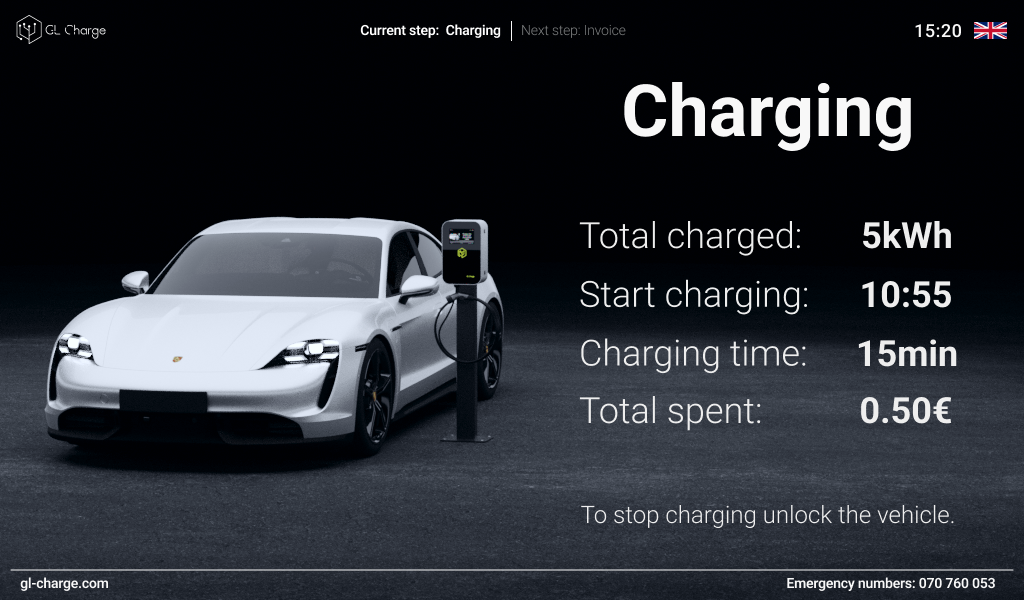 GL Charge
Current step: Charging | Next step: Invoice
15:20
Charging
Total charged: 5kWh
Start charging: 10:55
Charging time: 15min
Total spent: 0.50€
To stop charging unlock the vehicle.
gl-charge.com
Emergency numbers: 070 760 053